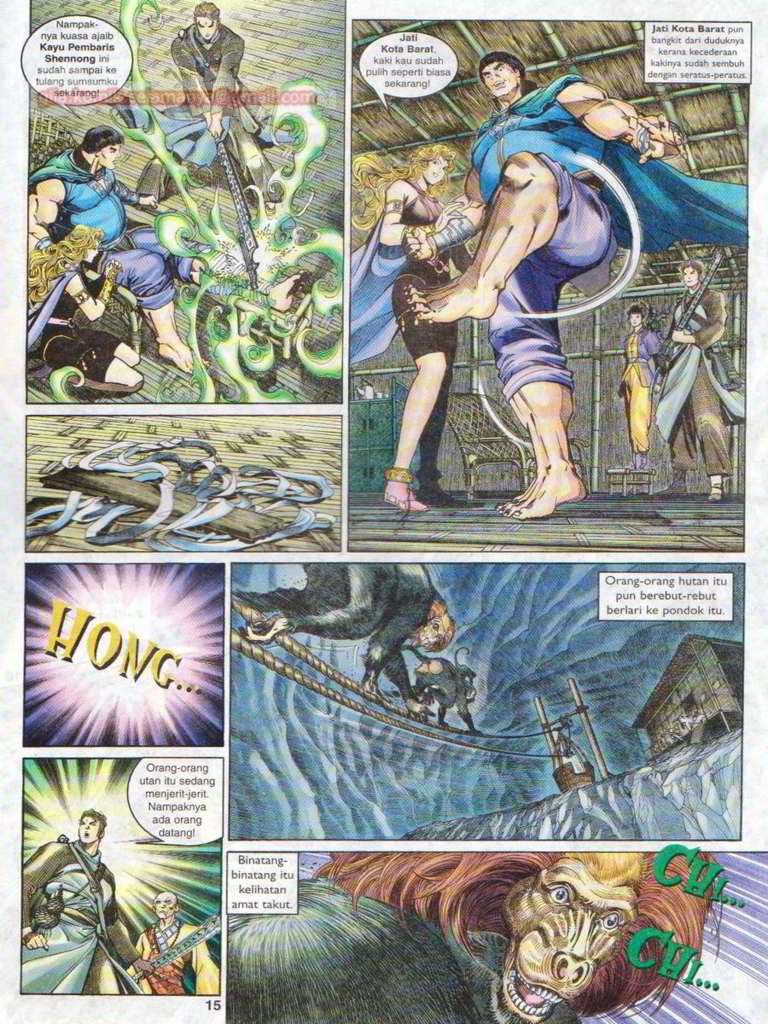 Nampak-
nya kuasa ajaib
Kayu Pembaris
Shennong ini
sudah sampai ke
tulang sumsumku
sekarang!
Jati
Kota Barat,
kaki kau sudah
pulih seperti biasa
sekarang!
Jati Kota Barat pun
bangkit dari duduknya
kerana kecederaan
kakinya sudah sembuh
dengan seratus-peratus.
HONG...
Orang-orang hutan itu
pun berebut-rebut
berlari ke pondok itu.
Orang-orang
utan itu sedang
menjerit-jerit.
Nampaknya
ada orang
datang!
Binatang-
binatang itu
kelihatan
amat takut.
CHI...
CHI...
15